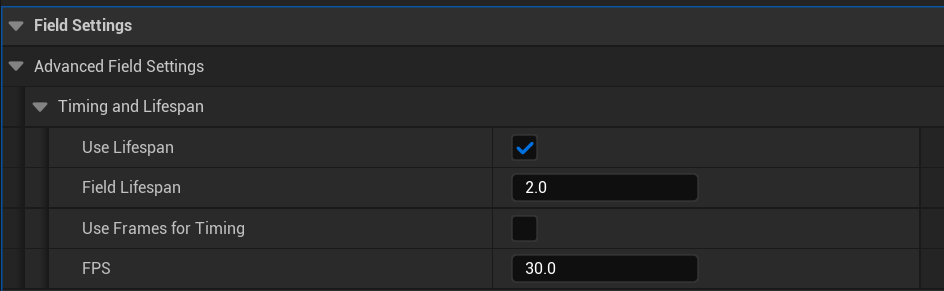 Field Settings
Advanced Field Settings
Timing and Lifespan
Use Lifespan
Field Lifespan 2.0
Use Frames for Timing
FPS 30.0